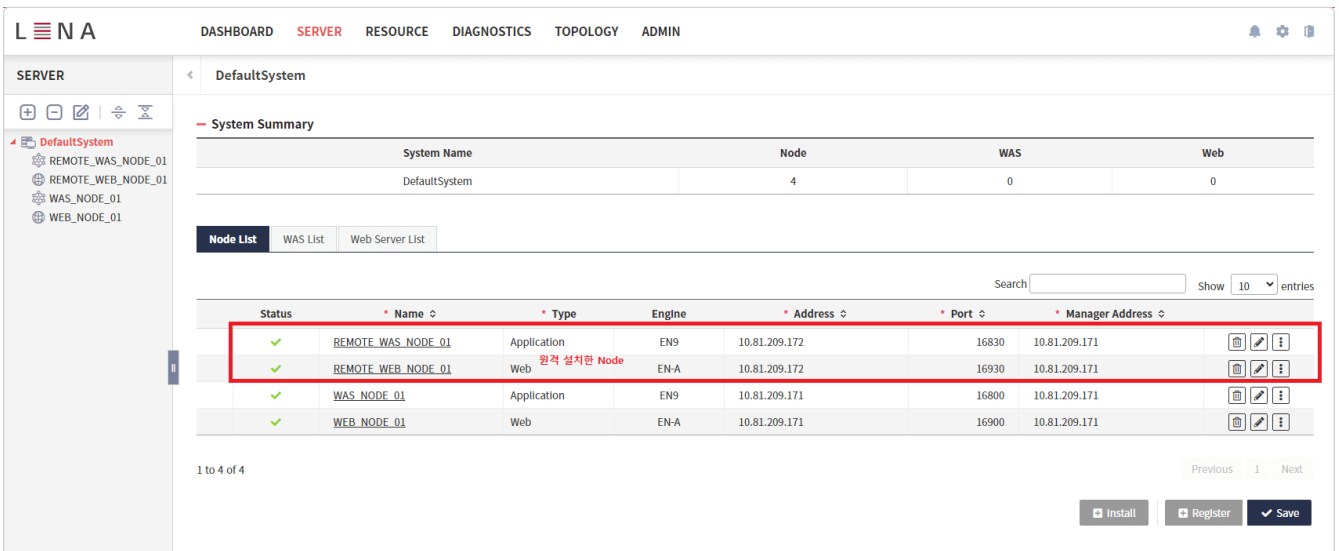 LENA
DASHBOARD SERVER RESOURCE DIAGNOSTICS TOPOLOGY ADMIN
SERVER
DefaultSystem
DefaultSystem
REMOTE_WAS_NODE_01
REMOTE_WEB_NODE_01
WAS_NODE_01
WEB_NODE_01
System Summary
System Name Node WAS Web
DefaultSystem 4 0 0
Node List WAS List Web Server List
Search Show 10 entries
Status * Name * Type Engine * Address * Port * Manager Address
REMOTE_WAS_NODE_01 Application EN9 10.81.209.172 16830 10.81.209.171
원격 설치한 Node
REMOTE_WEB_NODE_01 Web EN-A 10.81.209.172 16930 10.81.209.171
WAS_NODE_01 Application EN9 10.81.209.171 16800 10.81.209.171
WEB_NODE_01 Web EN-A 10.81.209.171 16900 10.81.209.171
1 to 4 of 4
Previous 1 Next
Install Register Save